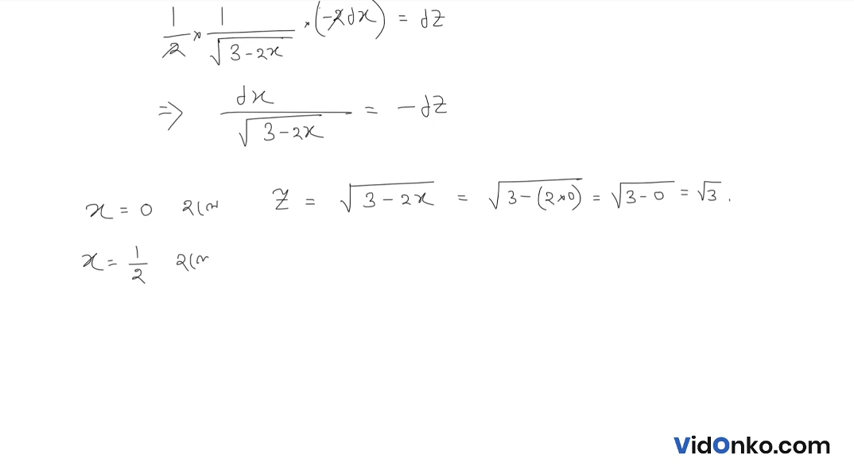 1/2 × 1/√(3-2x) × (-2dx) = dz
⇒ dx/√(3-2x) = -dz
x = 0 হলে z = √(3-2x) = √(3-(2×0)) = √(3-0) = √3.
x = 1/2 হলে
VidOnko.com